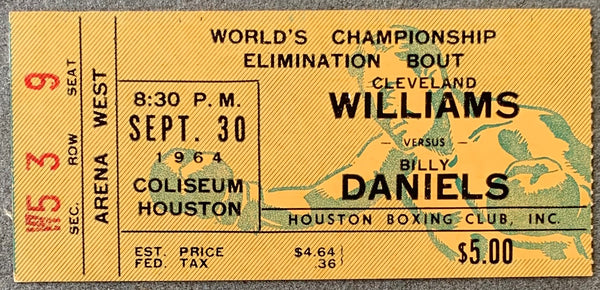 W5 3 9
SEC. ROW SEAT
ARENA WEST
WORLD'S CHAMPIONSHIP
ELIMINATION BOUT
8:30 P.M.
SEPT. 30
1964
COLISEUM
HOUSTON
CLEVELAND
WILLIAMS
VERSUS
BILLY
DANIELS
HOUSTON BOXING CLUB, INC.
EST. PRICE $4.64
FED. TAX .36
$5.00